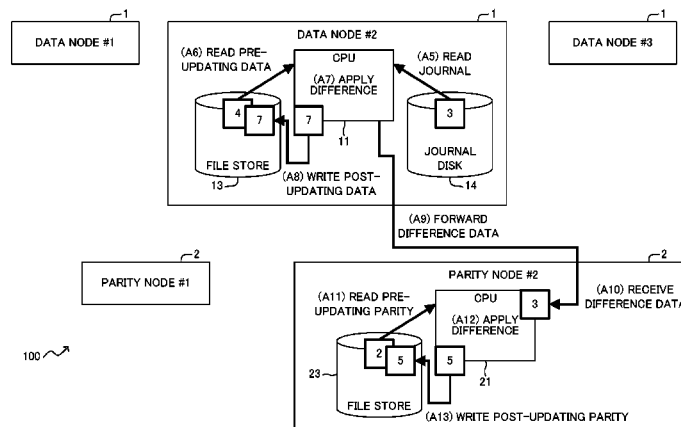 1
DATA NODE #1
1
DATA NODE #2
1
DATA NODE #3
(A6) READ PRE-
UPDATING DATA
CPU
(A7) APPLY
DIFFERENCE
(A5) READ
JOURNAL
4
7
7
3
11
FILE STORE
13
JOURNAL
DISK
14
(A8) WRITE POST-
UPDATING DATA
(A9) FORWARD
DIFFERENCE DATA
2
PARITY NODE #1
2
PARITY NODE #2
(A10) RECEIVE
DIFFERENCE DATA
(A11) READ PRE-
UPDATING PARITY
CPU
3
(A12) APPLY
DIFFERENCE
2
5
5
21
23
FILE STORE
(A13) WRITE POST-UPDATING PARITY
100